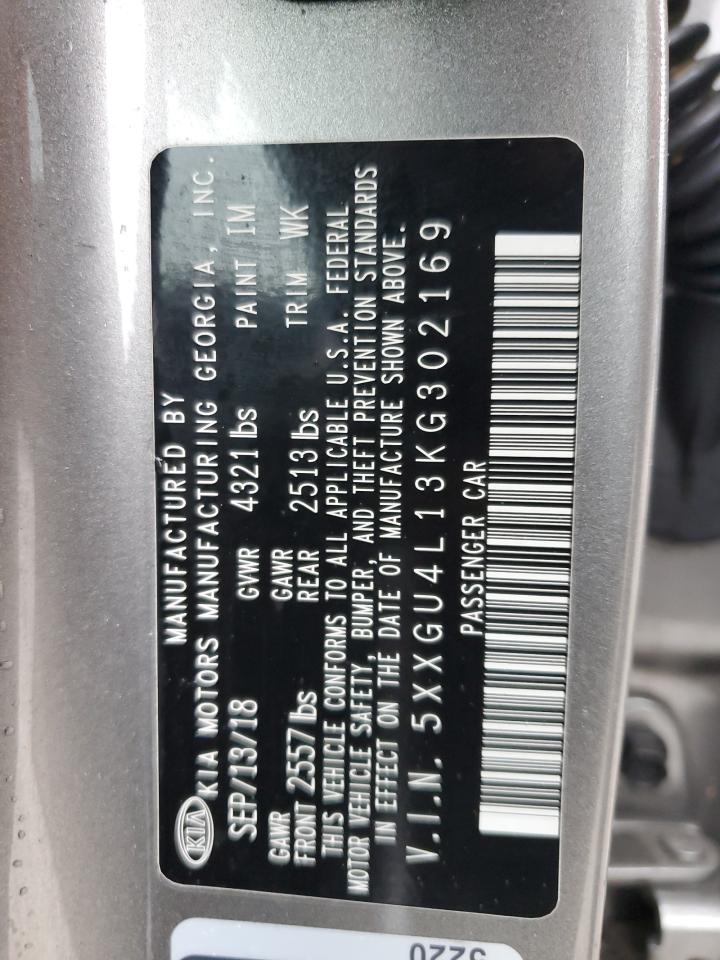 MANUFACTURED BY
KIA KIA MOTORS MANUFACTURING GEORGIA, INC.
SEP/13/18 GVWR 4321 lbs PAINT IM
GAWR GAWR
FRONT 2557 lbs REAR 2513 lbs TRIM WK
THIS VEHICLE CONFORMS TO ALL APPLICABLE U.S.A. FEDERAL
MOTOR VEHICLE SAFETY, BUMPER, AND THEFT PREVENTION STANDARDS
IN EFFECT ON THE DATE OF MANUFACTURE SHOWN ABOVE.
V.I.N. 5XXGU4L13KG302169
PASSENGER CAR
5220